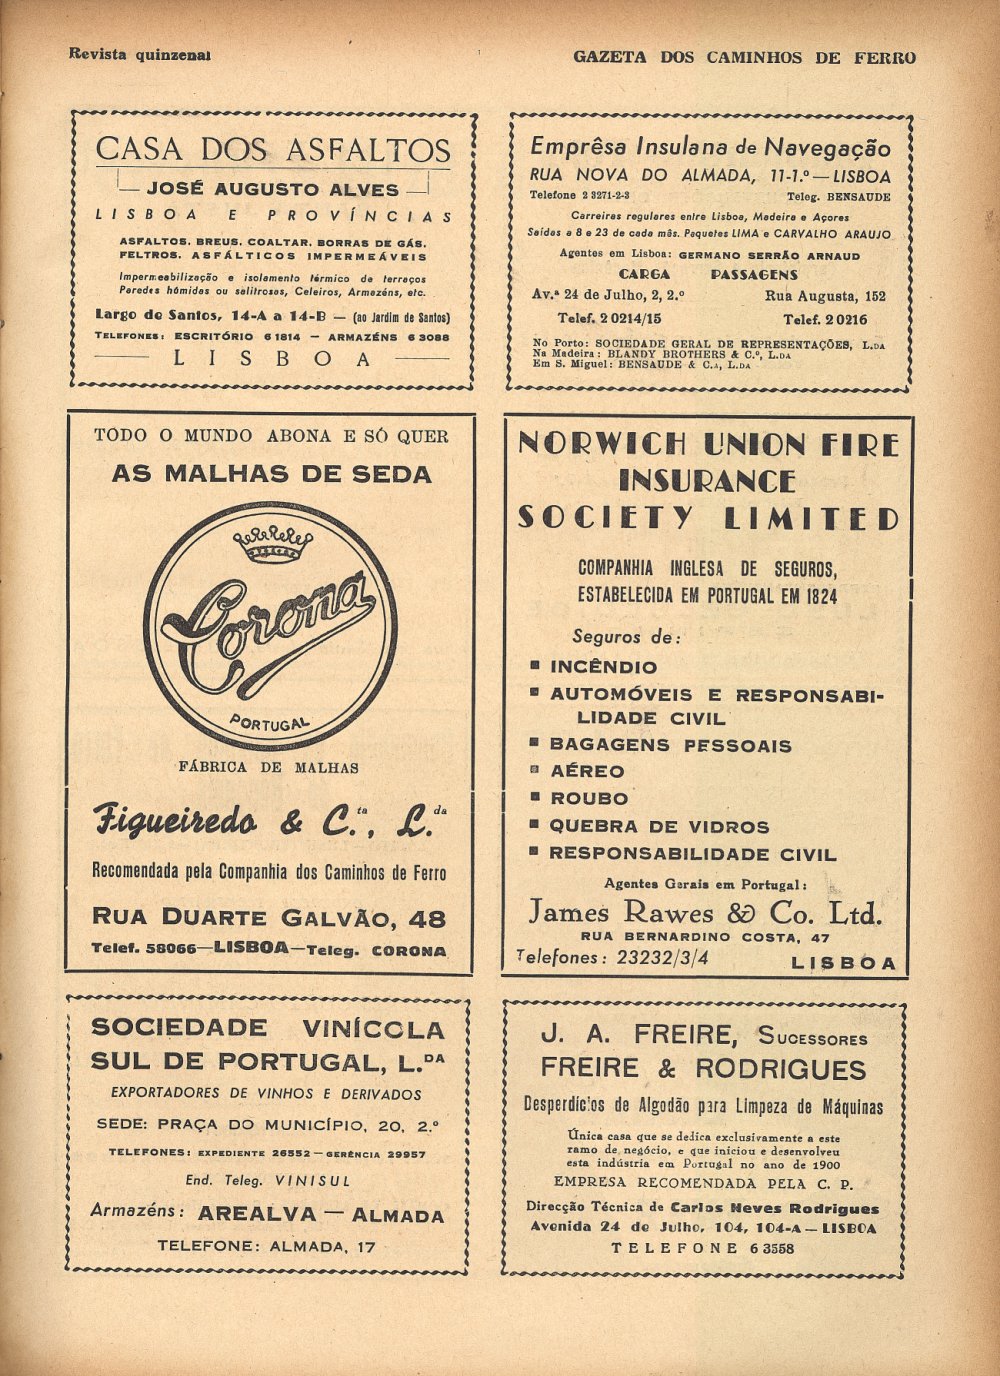 Revista quinzenal
GAZETA DOS CAMINHOS DE FERRO
CASA DOS ASFALTOS
JOSÉ AUGUSTO ALVES
LISBOA E PROVÍNCIAS
ASFALTOS, BREUS, COALTAR, BORRAS DE GÁS,
FELTROS, ASFÁLTICOS IMPERMEÁVEIS
Impermeabilização e isolamento térmico de terraços
Paredes húmidas ou salitrosas, Celeiros, Armazéns, etc.
Largo de Santos, 14-A a 14-B — (ao Jardim de Santos)
TELEFONES: ESCRITÓRIO 6 1814 — ARMAZÉNS 6 3088
LISBOA
Emprêsa Insulana de Navegação
RUA NOVA DO ALMADA, 11-1.º — LISBOA
Telefone 2 3271-2-3 Teleg. BENSAUDE
Carreiras regulares entre Lisboa, Madeira e Açores
Saídas a 8 e 23 de cada mês. Paquetes LIMA e CARVALHO ARAUJO
Agentes em Lisboa: GERMANO SERRÃO ARNAUD
CARGA PASSAGENS
Av.ª 24 de Julho, 2, 2.º Rua Augusta, 152
Telef. 2 0214/15 Telef. 2 0216
No Porto: SOCIEDADE GERAL DE REPRESENTAÇÕES, L.DA
Na Madeira: BLANDY BROTHERS & C.º, L.DA
Em S. Miguel: BENSAUDE & C.A, L.DA
TODO O MUNDO ABONA E SÓ QUER
AS MALHAS DE SEDA
Corona
PORTUGAL
FÁBRICA DE MALHAS
Figueiredo & C.ta, L.da
Recomendada pela Companhia dos Caminhos de Ferro
RUA DUARTE GALVÃO, 48
Telef. 58066—LISBOA—Teleg. CORONA
NORWICH UNION FIRE
INSURANCE
SOCIETY LIMITED
COMPANHIA INGLESA DE SEGUROS,
ESTABELECIDA EM PORTUGAL EM 1824
Seguros de:
■ INCÊNDIO
■ AUTOMÓVEIS E RESPONSABI-
LIDADE CIVIL
■ BAGAGENS PESSOAIS
■ AÉREO
■ ROUBO
■ QUEBRA DE VIDROS
■ RESPONSABILIDADE CIVIL
Agentes Gerais em Portugal:
James Rawes & Co. Ltd.
RUA BERNARDINO COSTA, 47
Telefones: 23232/3/4 LISBOA
SOCIEDADE VINÍCOLA
SUL DE PORTUGAL, L.DA
EXPORTADORES DE VINHOS E DERIVADOS
SEDE: PRAÇA DO MUNICÍPIO, 20, 2.º
TELEFONES: EXPEDIENTE 26552 — GERÊNCIA 29957
End. Teleg. VINISUL
Armazéns: AREALVA — ALMADA
TELEFONE: ALMADA, 17
J. A. FREIRE, SUCESSORES
FREIRE & RODRIGUES
Desperdícios de Algodão para Limpeza de Máquinas
Única casa que se dedica exclusivamente a este
ramo de negócio, e que iniciou e desenvolveu
esta indústria em Portugal no ano de 1900
EMPRESA RECOMENDADA PELA C. P.
Direcção Técnica de Carlos Neves Rodrigues
Avenida 24 de Julho, 104, 104-A — LISBOA
TELEFONE 6 3558